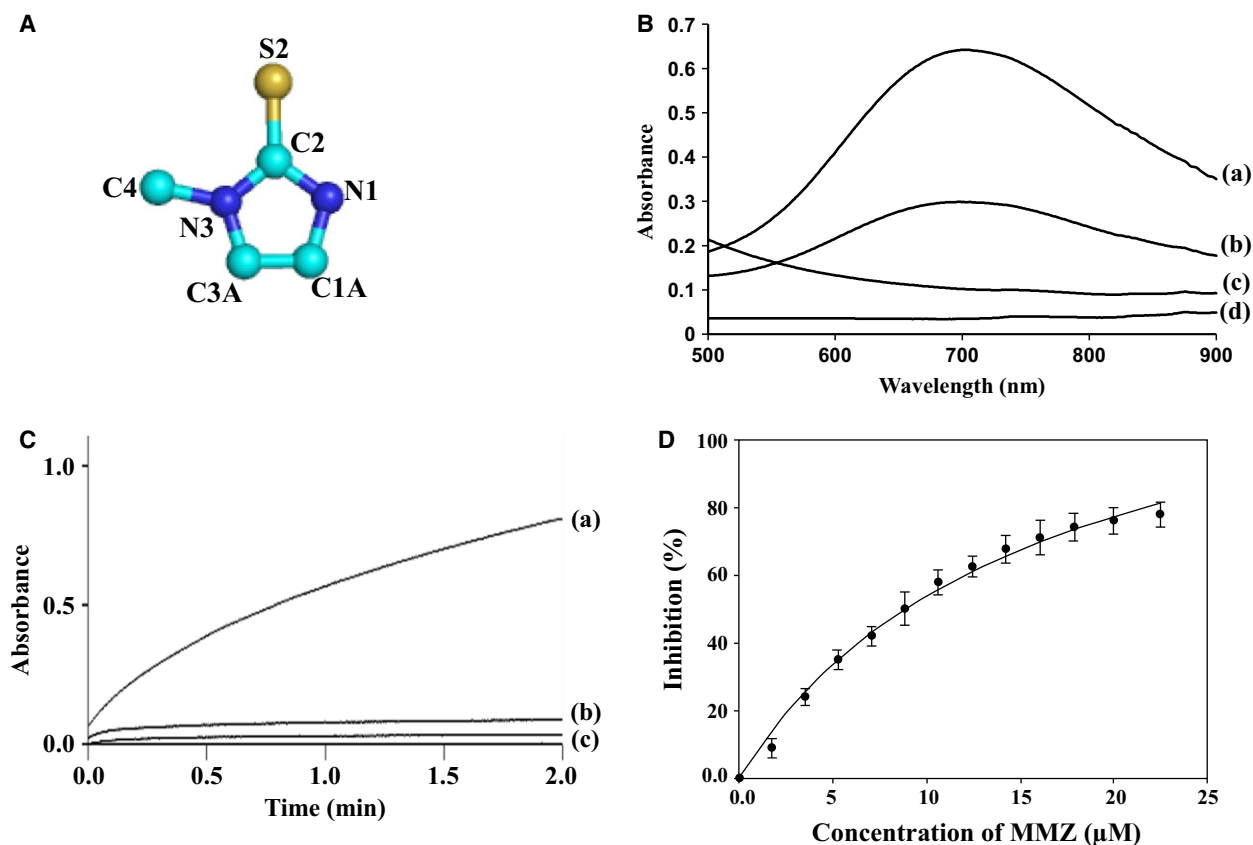 A
S2
C2
C4
N1
N3
C3A
C1A
B
0.7
0.6
0.5
0.4
0.3
0.2
0.1
0
Absorbance
500
600
700
800
900
Wavelength (nm)
(a)
(b)
(c)
(d)
C
1.0
0.5
0.0
Absorbance
0.0
0.5
1.0
1.5
2.0
Time (min)
(a)
(b)
(c)
D
100
80
60
40
20
0.0
Inhibition (%)
0.0
5
10
15
20
25
Concentration of MMZ (µM)